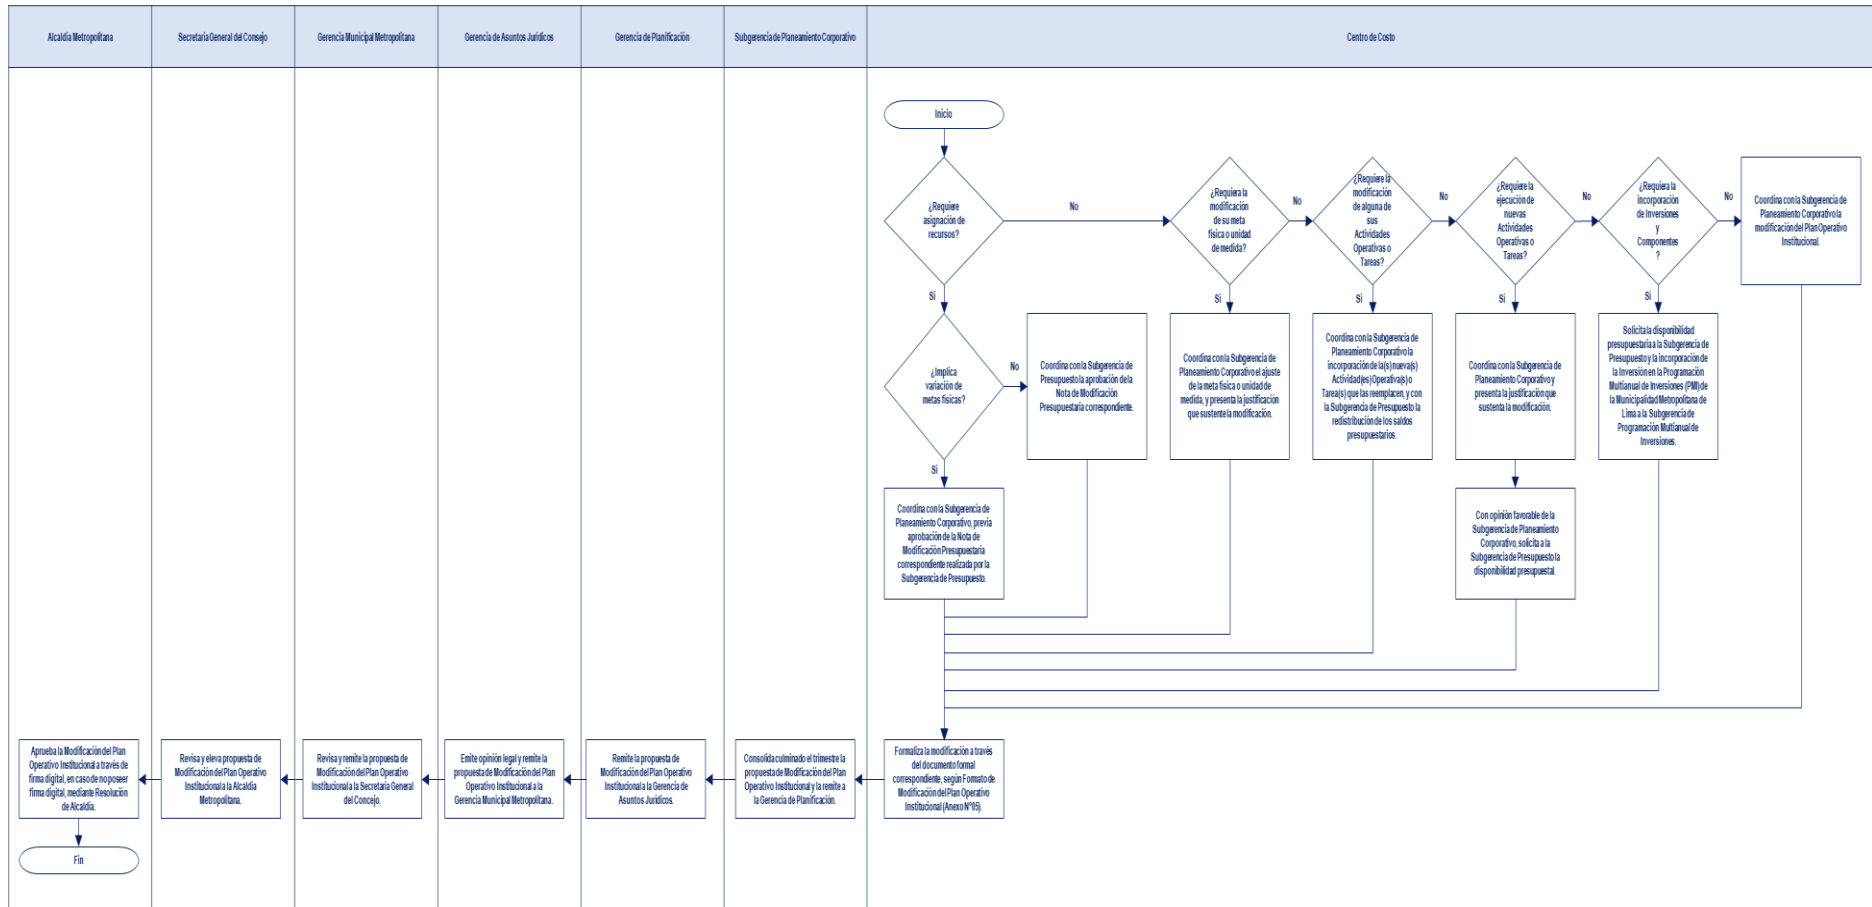 Alcaldía Metropolitana
Secretaria General del Consejo
Gerencia Municipal Metropolitana
Gerencia de Asuntos Jurídicos
Gerencia de Planificación
Subgerencia de Planeamiento Corporativo
Centro de Costo
Inicio
¿Requiere
asignación de
recursos?
No
¿Requiera la
modificación
de su meta
física o unidad
de medida?
No
¿Requiere la
modificación
de alguna de
sus
Actividades
Operativas o
Tareas?
No
¿Requiere la
ejecución de
nuevas
Actividades
Operativas o
Tareas?
No
¿Requiera la
incorporación
de Inversiones
y
Componentes
?
No
Coordina con la Subgerencia de
Planeamiento Corporativo la
modificación del Plan Operativo
Institucional.
Si
Si
Si
Si
Si
¿Implica
variación de
metas físicas?
No
Coordina con la Subgerencia de
Presupuesto la aprobación de la
Nota de Modificación
Presupuestaria correspondiente.
Coordina con la Subgerencia de
Planeamiento Corporativo el ajuste
de la meta física o unidad de
medida, y presenta la justificación
que sustente la modificación.
Coordina con la Subgerencia de
Planeamiento Corporativo la
incorporación de la(s) nueva(s)
Actividad(es) Operativa(s) o
Tarea(s) que las reemplacen, y con
la Subgerencia de Presupuesto la
redistribución de los saldos
presupuestarios.
Coordina con la Subgerencia de
Planeamiento Corporativo y
presenta la justificación que
sustenta la modificación.
Solicita la disponibilidad
presupuestaria a la Subgerencia de
Presupuesto y la incorporación de
la Inversión en la Programación
Multianual de Inversiones (PMI) de
la Municipalidad Metropolitana de
Lima a la Subgerencia de
Programación Multianual de
Inversiones.
Si
Coordina con la Subgerencia de
Planeamiento Corporativo, previa
aprobación de la Nota de
Modificación Presupuestaria
correspondiente realizada por la
Subgerencia de Presupuesto.
Con opinión favorable de la
Subgerencia de Planeamiento
Corporativo, solicita a la
Subgerencia de Presupuesto la
disponibilidad presupuestal.
Aprueba la Modificación del Plan
Operativo Institucional a través de
firma digital, en caso de no poseer
firma digital, mediante Resolución
de Alcaldía.
Revisa y eleva propuesta de
Modificación del Plan Operativo
Institucional a la Alcaldía
Metropolitana.
Revisa y remite la propuesta de
Modificación del Plan Operativo
Institucional a la Secretaria General
del Concejo.
Emite opinión legal y remite la
propuesta de Modificación del Plan
Operativo Institucional a la
Gerencia Municipal Metropolitana.
Remite la propuesta de
Modificación del Plan Operativo
Institucional a la Gerencia de
Asuntos Jurídicos.
Consolida culminado el trimestre la
propuesta de Modificación del Plan
Operativo Institucional y la remite a
la Gerencia de Planificación.
Formaliza la modificación a través
del documento formal
correspondiente, según Formato de
Modificación del Plan Operativo
Institucional (Anexo N°05).
Fin